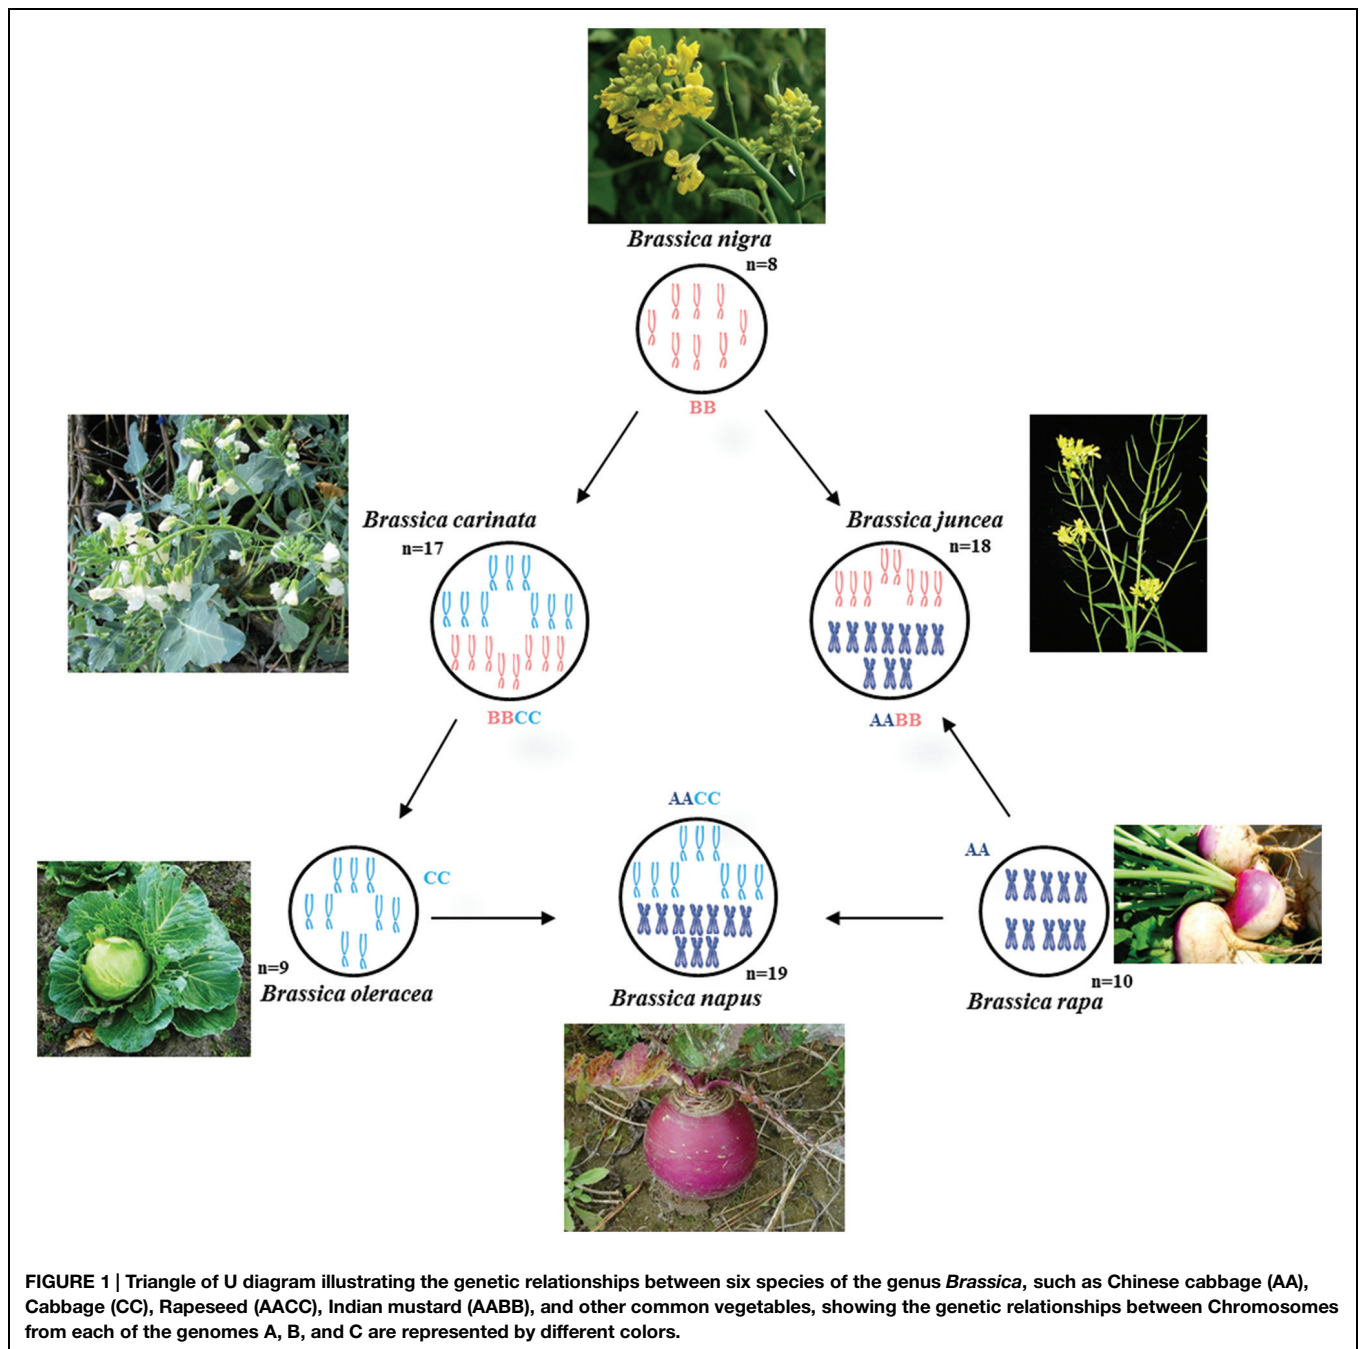 Brassica nigra
n=8
BB
Brassica carinata
n=17
BBCC
Brassica juncea
n=18
AABB
AACC
CC
AA
n=9
Brassica oleracea
n=19
Brassica napus
n=10
Brassica rapa
FIGURE 1 | Triangle of U diagram illustrating the genetic relationships between six species of the genus Brassica, such as Chinese cabbage (AA),
Cabbage (CC), Rapeseed (AACC), Indian mustard (AABB), and other common vegetables, showing the genetic relationships between Chromosomes
from each of the genomes A, B, and C are represented by different colors.